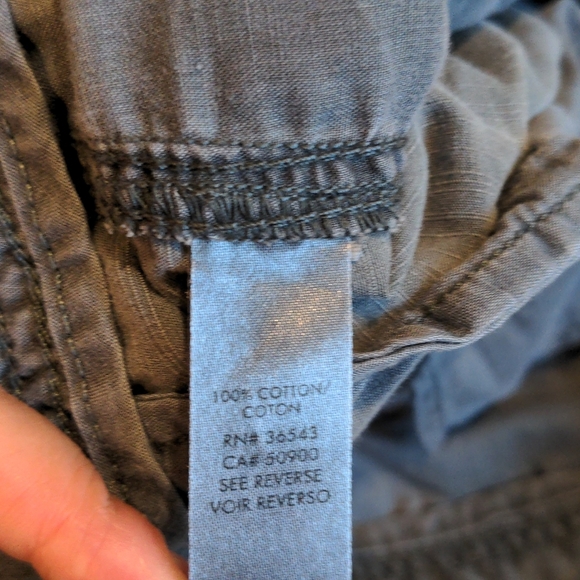 100% COTTON/
COTON
RN# 36543
CA# 50900
SEE REVERSE
VOIR REVERSO